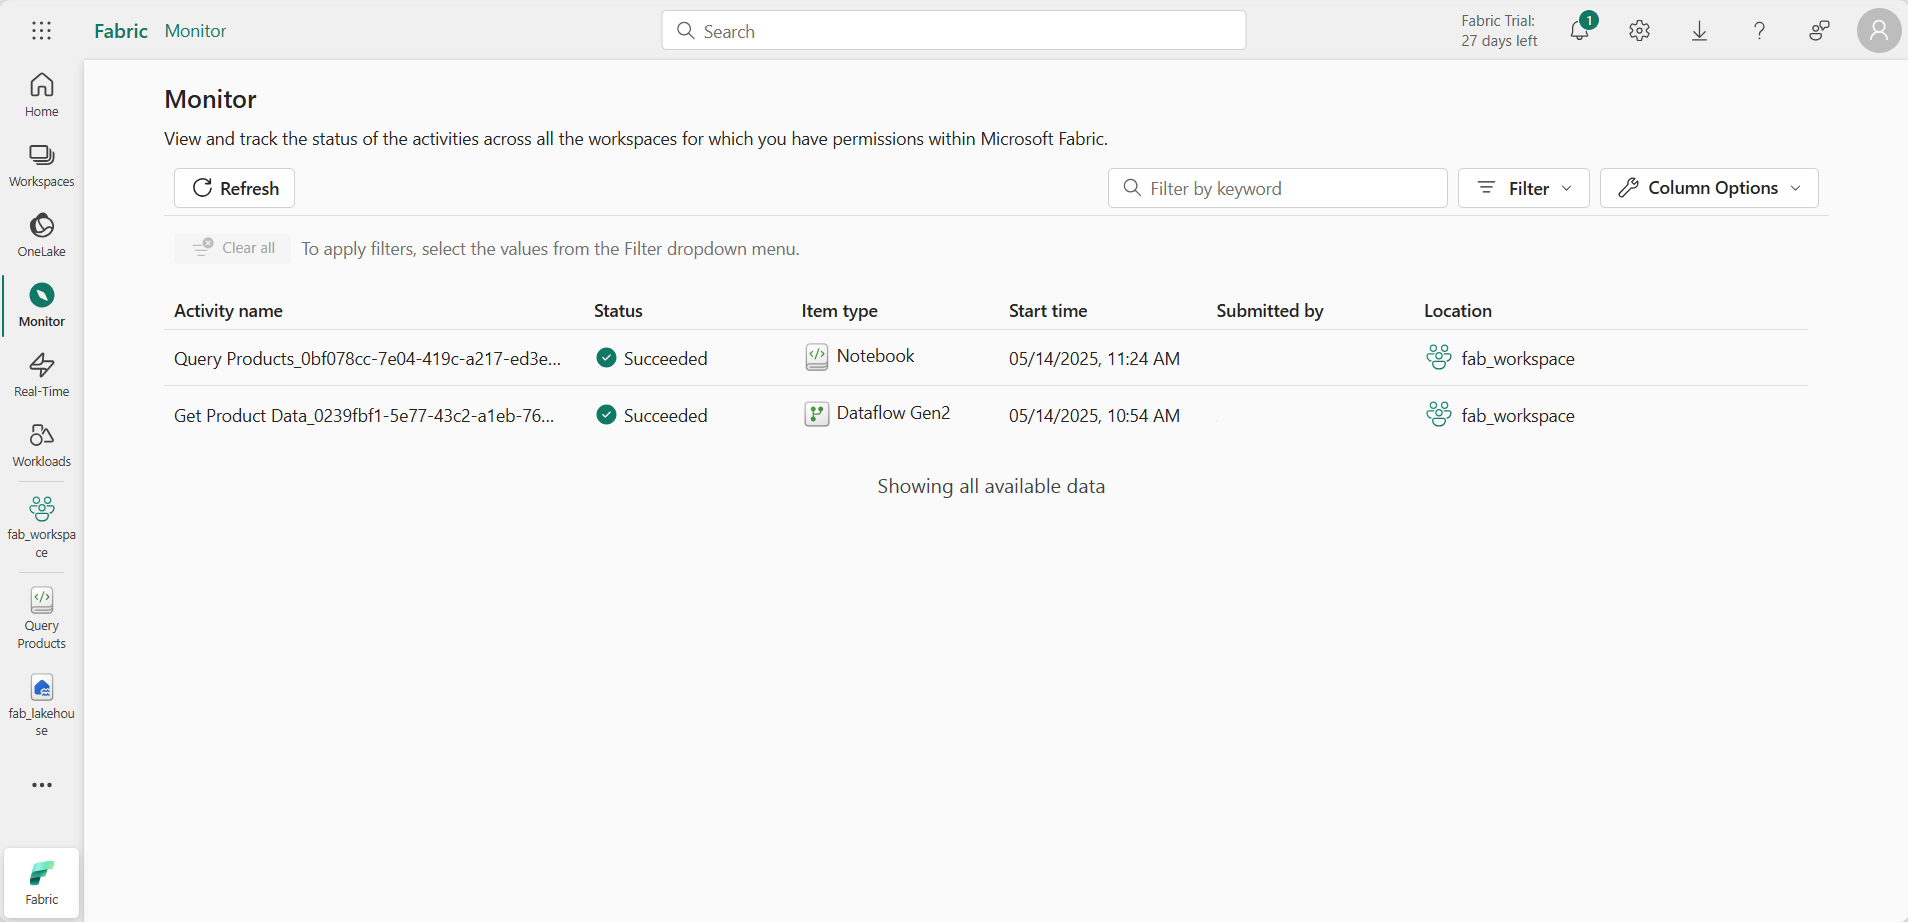 Fabric Monitor
Search
Fabric Trial:
27 days left
1
Home
Workspaces
OneLake
Monitor
Real-Time
Workloads
fab_workspa
ce
Query
Products
fab_lakehou
se
Fabric
Monitor
View and track the status of the activities across all the workspaces for which you have permissions within Microsoft Fabric.
Refresh
Filter by keyword
Filter
Column Options
Clear all
To apply filters, select the values from the Filter dropdown menu.
Activity name Status Item type Start time Submitted by Location
Query Products_0bf078cc-7e04-419c-a217-ed3e... Succeeded Notebook 05/14/2025, 11:24 AM fab_workspace
Get Product Data_0239fbf1-5e77-43c2-a1eb-76... Succeeded Dataflow Gen2 05/14/2025, 10:54 AM fab_workspace
Showing all available data